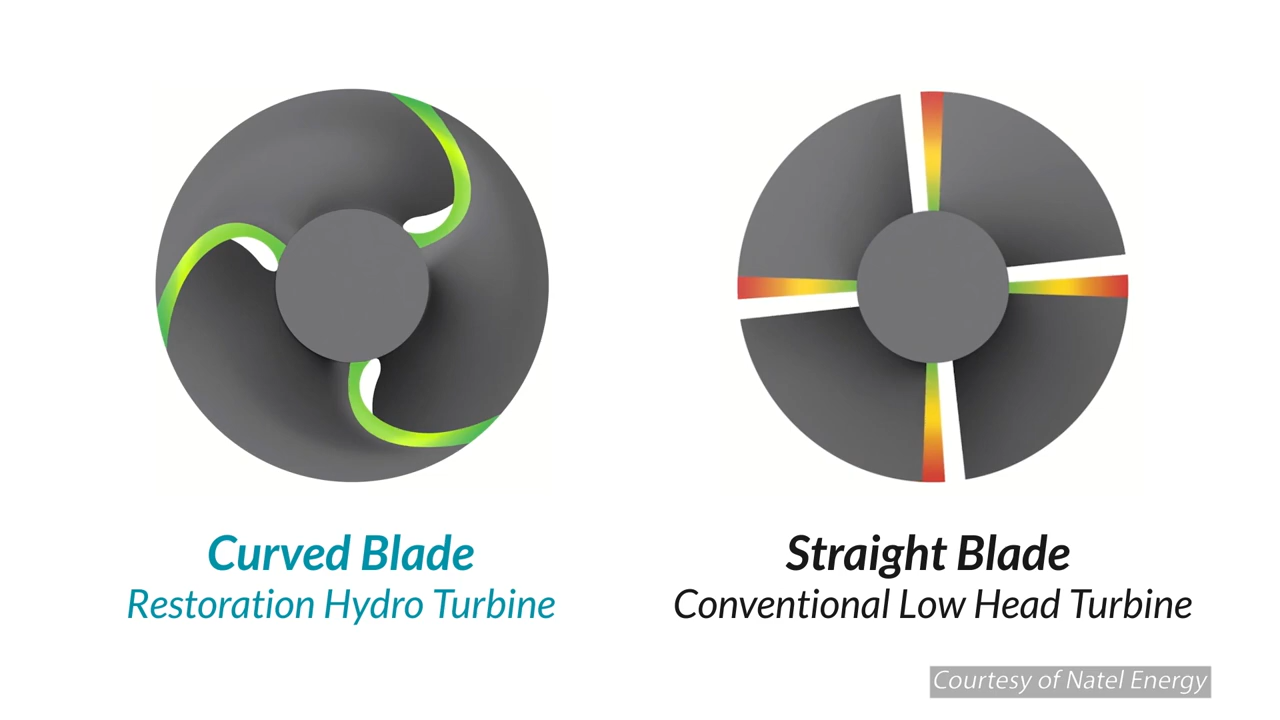 Curved Blade
Restoration Hydro Turbine
Straight Blade
Conventional Low Head Turbine
Courtesy of Natel Energy